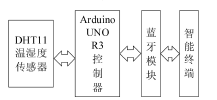 DHT11
温湿度
传感器
Arduino
UNO
R3
控
制
器
蓝
牙
模
块
智
能
终
端